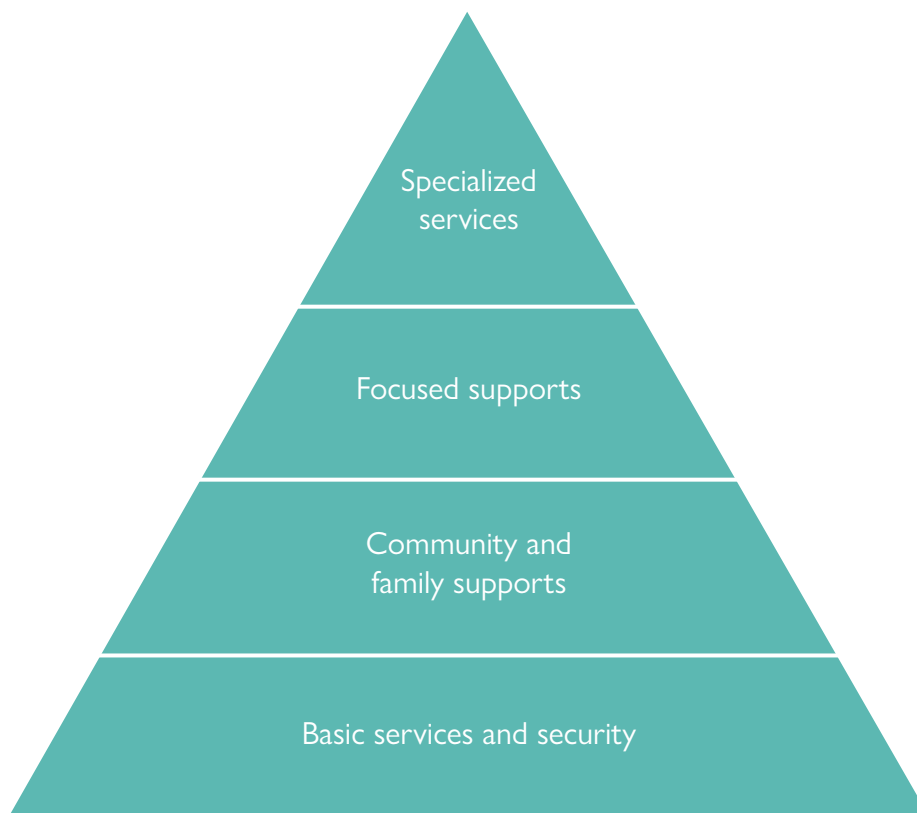 Specialized
services
Focused supports
Community and
family supports
Basic services and security